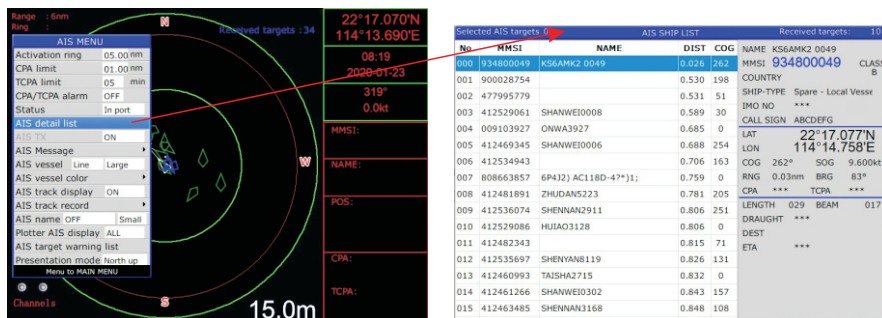 Range : 6nm
Ring :
N
Received targets :34
22°17.070'N
114°13.690'E
AIS MENU
Activation ring 05.00 nm
CPA limit 01.00 nm
TCPA limit 05 min
CPA/TCPA alarm OFF
Status In port
AIS detail list
AIS TX ON
AIS Message
AIS vessel Line Large
AIS vessel color
AIS track display ON
AIS track record
AIS name OFF Small
Plotter AIS display ALL
AIS target warning list
Presentation mode North up
Menu to MAIN MENU
Channels
W
S
15.0m
08:19
2020-01-23
319°
0.0kt
MMSI:
NAME:
POS:
CPA:
TCPA:
Selected AIS targets 0 AIS SHIP LIST Received targets: 10
No MMSI NAME DIST COG
000 934800049 KS6AMK2 0049 0.026 262
001 900028754 0.530 198
002 477995779 0.531 51
003 412529061 SHANWEI0008 0.589 30
004 009103927 ONWA3927 0.685 0
005 412469345 SHANWEI0006 0.688 254
006 412534943 0.706 163
007 808663857 6P4J2) AC118D-4?*)1; 0.759 0
008 412481891 ZHUDAN5223 0.781 205
009 412536074 SHENNAN2911 0.806 251
010 412529086 HUIAO3128 0.806 0
011 412482343 0.815 71
012 412535697 SHENYAN8119 0.826 131
013 412460993 TAISHA2715 0.832 0
014 412461266 SHANWEI0302 0.843 157
015 412463485 SHENNAN3168 0.848 108
NAME KS6AMK2 0049
MMSI 934800049 CLASS B
COUNTRY
SHIP-TYPE Spare - Local Vesse
IMO NO ***
CALL SIGN ABCDEFG
LAT 22°17.077'N
LON 114°14.758'E
COG 262° SOG 9.600kt
RNG 0.03nm BRG 83°
CPA *** TCPA ***
LENGTH 029 BEAM 017
DRAUGHT ***
DEST
ETA ***